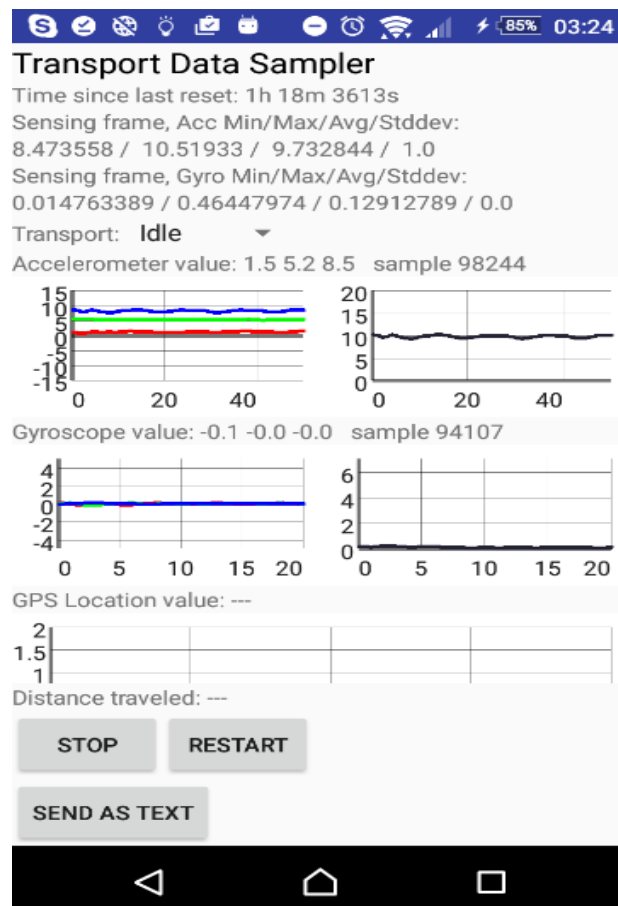 85% 03:24
Transport Data Sampler
Time since last reset: 1h 18m 3613s
Sensing frame, Acc Min/Max/Avg/Stddev:
8.473558 / 10.51933 / 9.732844 / 1.0
Sensing frame, Gyro Min/Max/Avg/Stddev:
0.014763389 / 0.46447974 / 0.12912789 / 0.0
Transport: Idle
Accelerometer value: 1.5 5.2 8.5 sample 98244
15 20
10 15
5 10
0
-5 5
-10
-15 0
0 20 40 0 20 40
Gyroscope value: -0.1 -0.0 -0.0 sample 94107
4 6
2 4
0
-2 2
-4 0
0 5 10 15 20 0 5 10 15 20
GPS Location value: ---
2
1.5
1
Distance traveled: ---
STOP RESTART
SEND AS TEXT